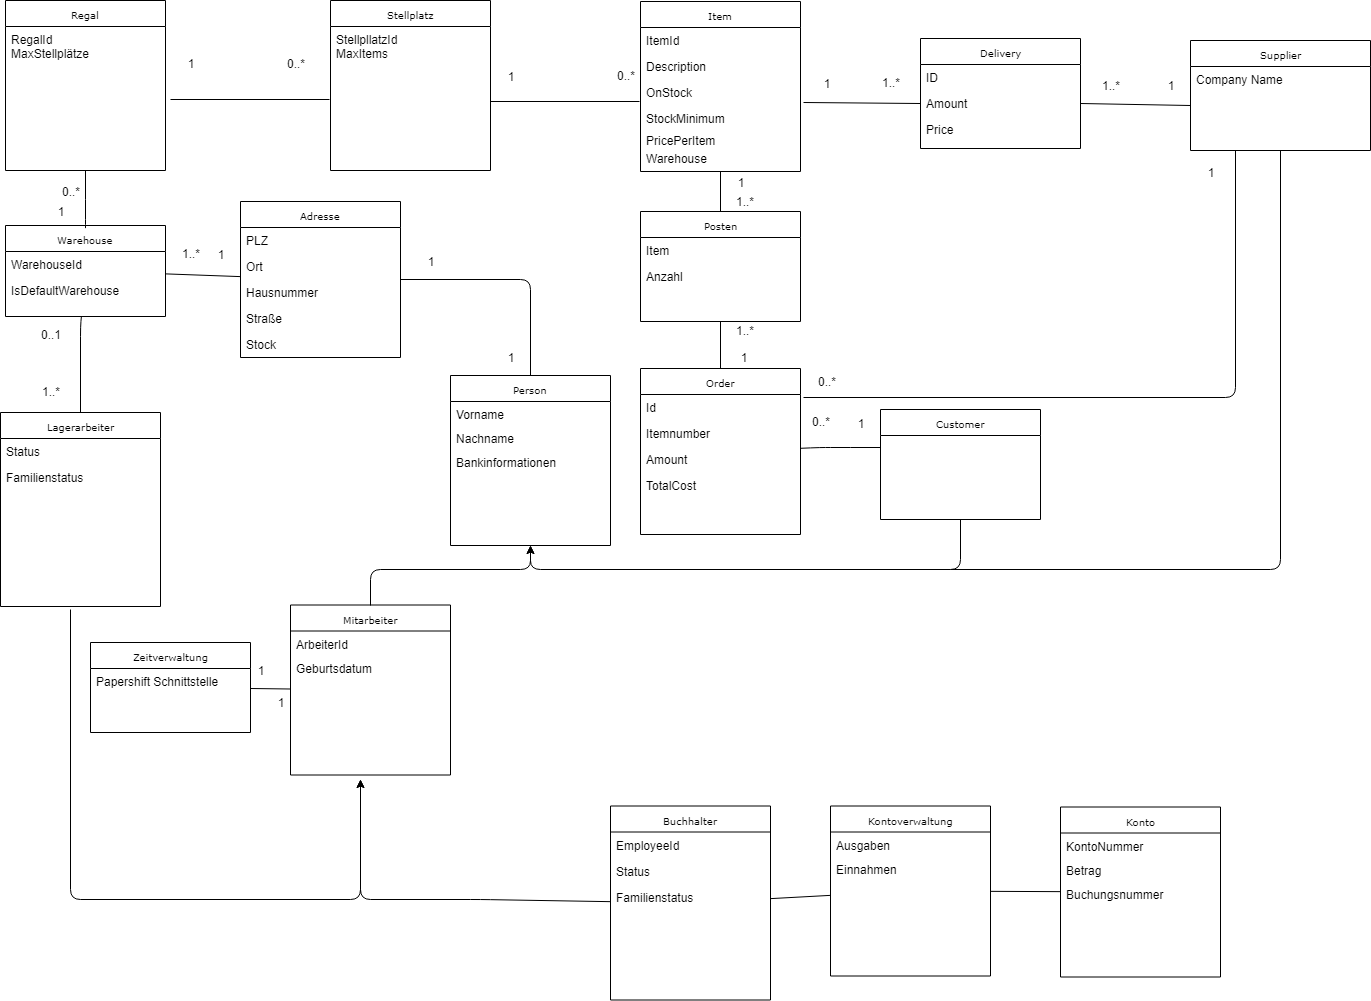 Regal
RegalId
MaxStellplätze
1
0..*
Stellplatz
StellpllatzId
MaxItems
1
0..*
Item
ItemId
Description
OnStock
StockMinimum
PricePerItem
Warehouse
1
1..*
Delivery
ID
Amount
Price
1..*
1
Supplier
Company Name
1
0..*
1
Warehouse
WarehouseId
IsDefaultWarehouse
1..*
1
Adresse
PLZ
Ort
Hausnummer
Straße
Stock
1
1
1
1..*
Posten
Item
Anzahl
1..*
1
0..1
1..*
Lagerarbeiter
Status
Familienstatus
Person
Vorname
Nachname
Bankinformationen
Order
Id
Itemnumber
Amount
TotalCost
0..*
0..*
1
Customer
Zeitverwaltung
Papershift Schnittstelle
1
1
Mitarbeiter
ArbeiterId
Geburtsdatum
Buchhalter
EmployeeId
Status
Familienstatus
Kontoverwaltung
Ausgaben
Einnahmen
Konto
KontoNummer
Betrag
Buchungsnummer